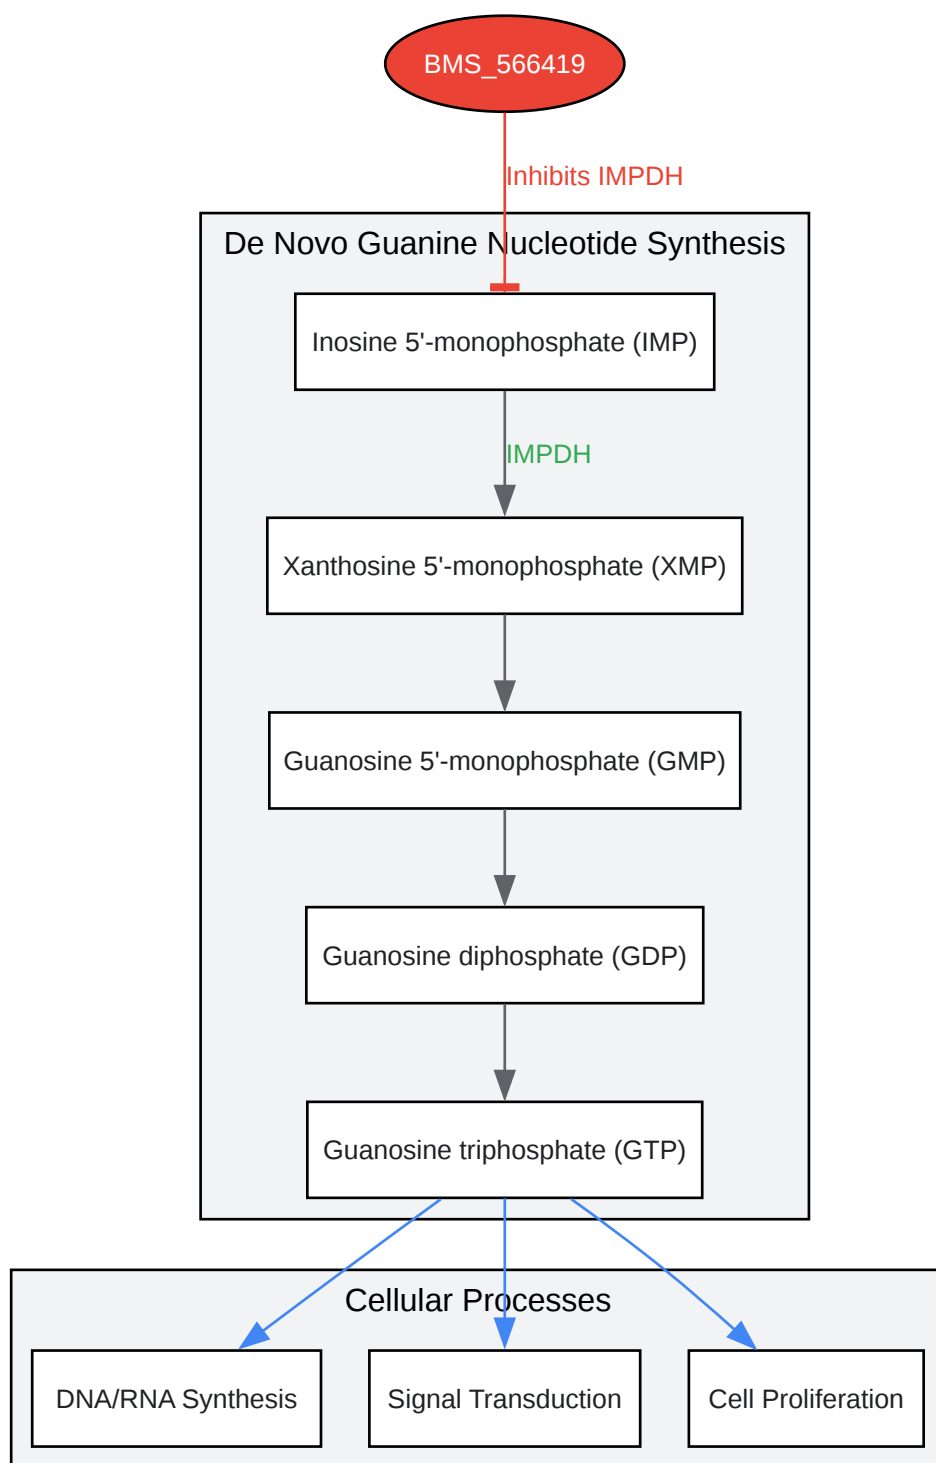 BMS_566419
Inhibits IMPDH
De Novo Guanine Nucleotide Synthesis
Inosine 5'-monophosphate (IMP)
IMPDH
Xanthosine 5'-monophosphate (XMP)
Guanosine 5'-monophosphate (GMP)
Guanosine diphosphate (GDP)
Guanosine triphosphate (GTP)
Cellular Processes
DNA/RNA Synthesis
Signal Transduction
Cell Proliferation